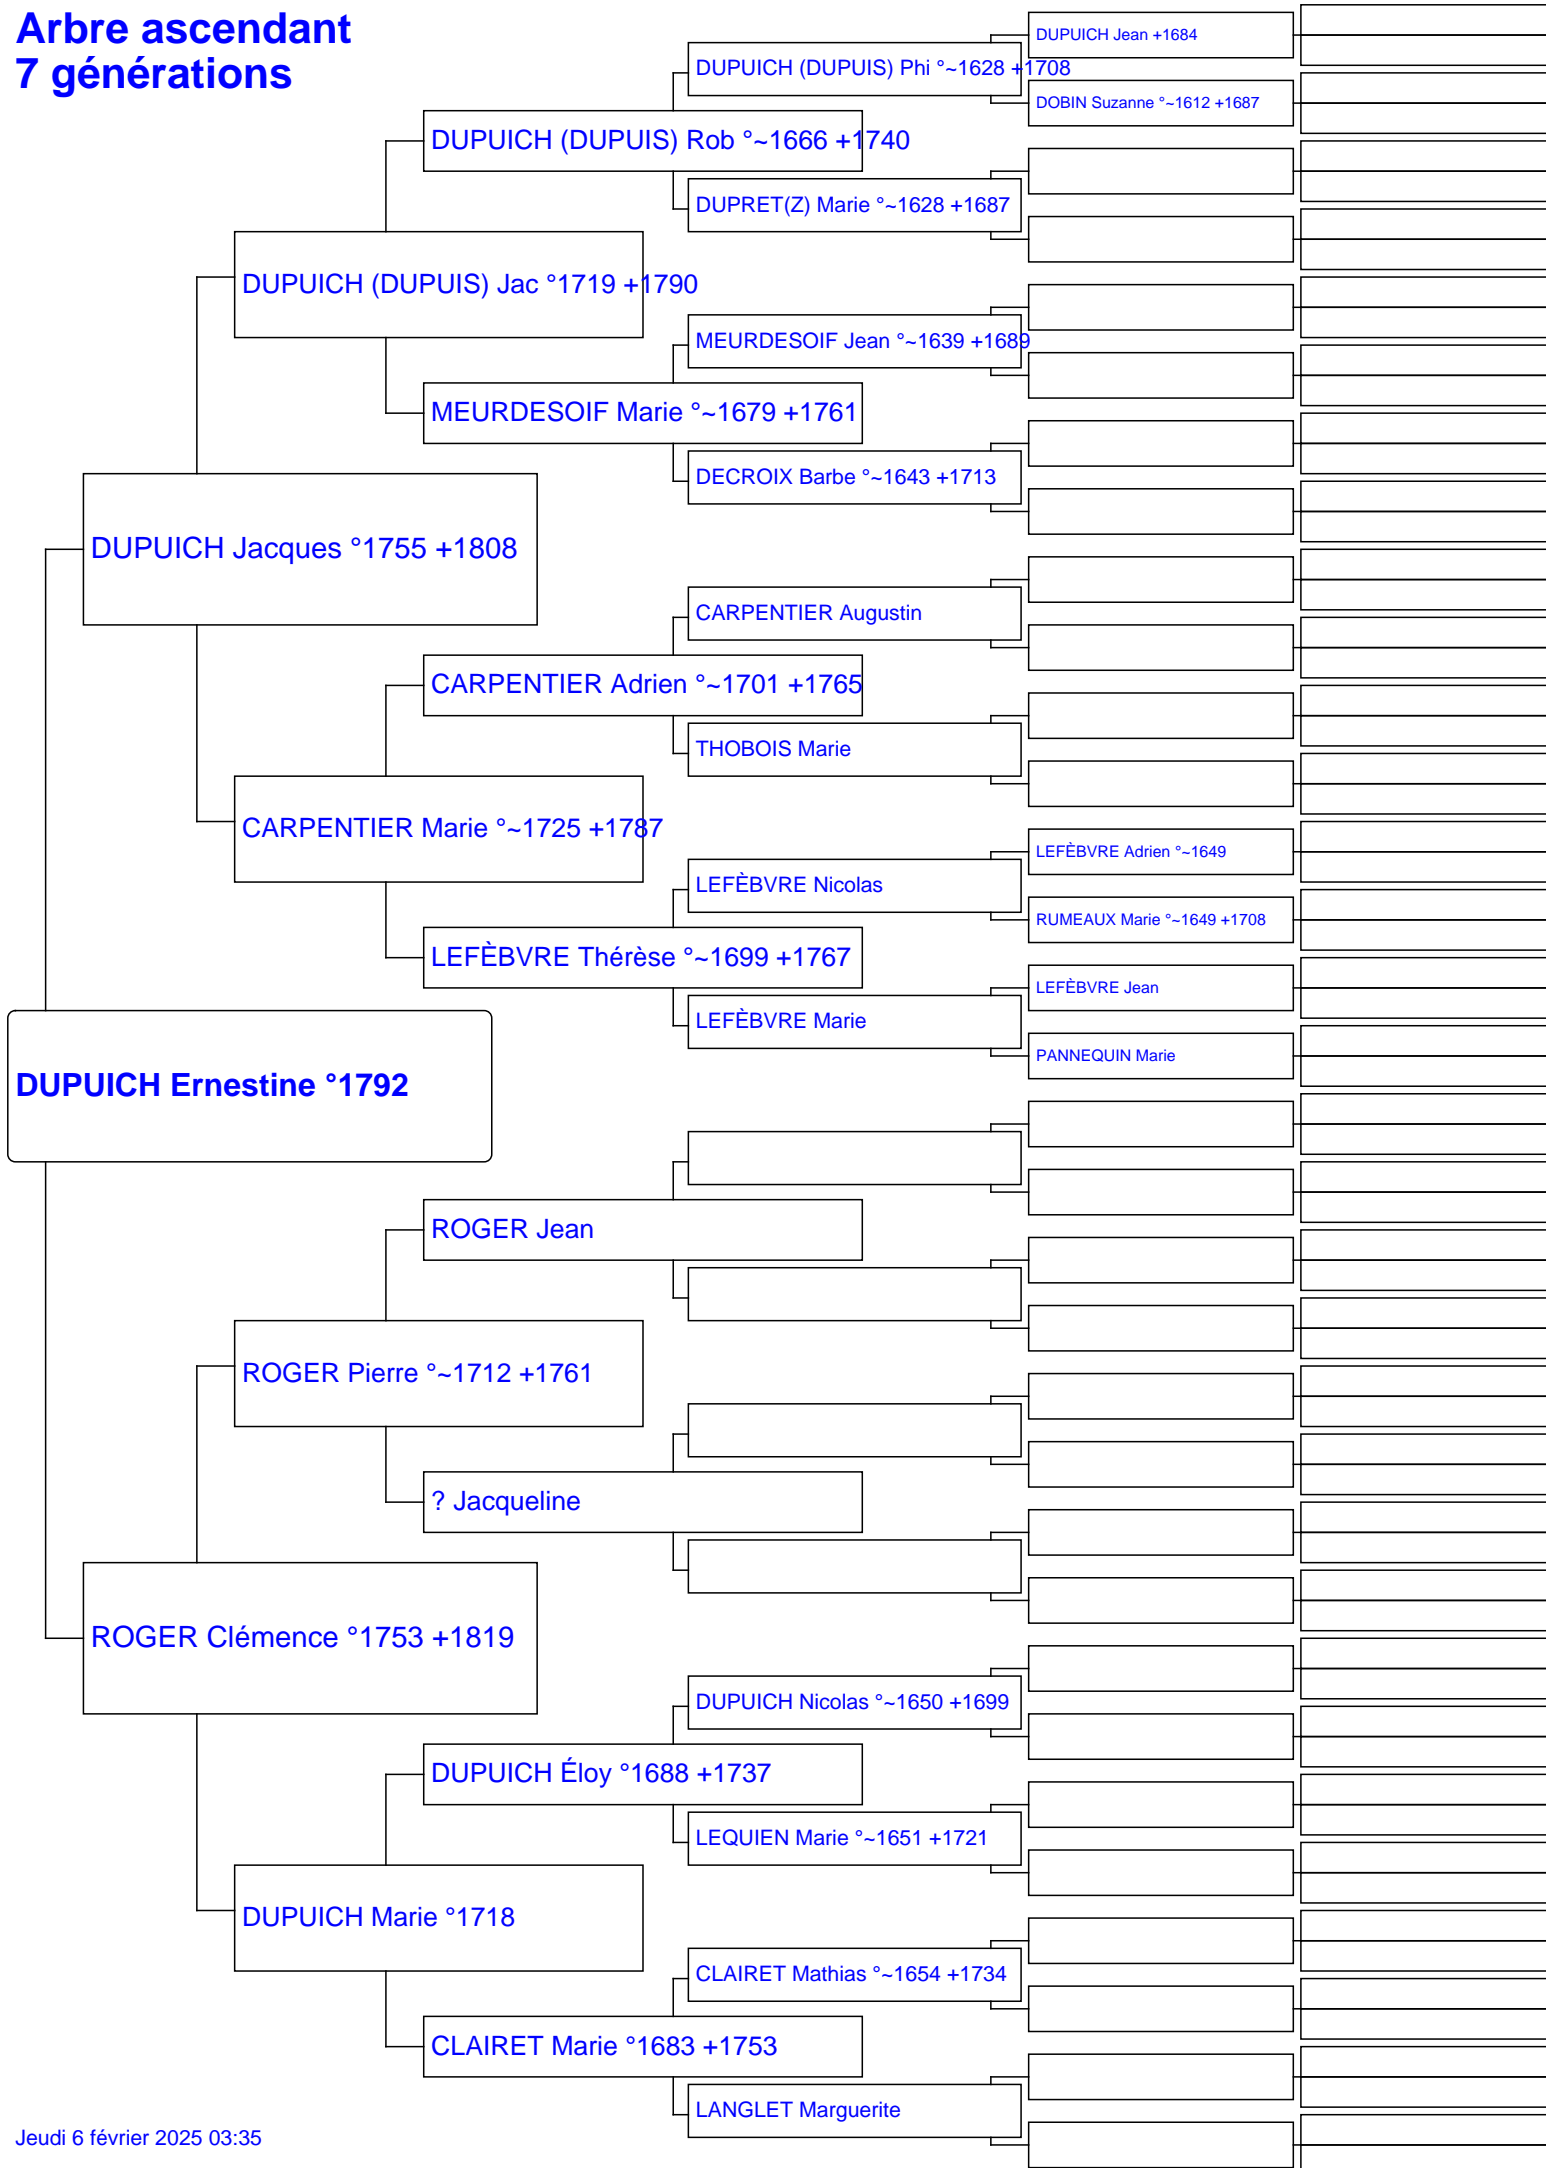 Arbre ascendant
7 générations
DUPUICH Jean +1684
DUPUICH (DUPUIS) Phi °~1628 +1708
DOBIN Suzanne °~1612 +1687
DUPUICH (DUPUIS) Rob °~1666 +1740
DUPRET(Z) Marie °~1628 +1687
DUPUICH (DUPUIS) Jac °1719 +1790
MEURDESOIF Jean °~1639 +1689
MEURDESOIF Marie °~1679 +1761
DECROIX Barbe °~1643 +1713
DUPUICH Jacques °1755 +1808
CARPENTIER Augustin
CARPENTIER Adrien °~1701 +1765
THOBOIS Marie
CARPENTIER Marie °~1725 +1787
LEFÈBVRE Adrien °~1649
LEFÈBVRE Nicolas
RUMEAUX Marie °~1649 +1708
LEFÈBVRE Thérèse °~1699 +1767
LEFÈBVRE Jean
LEFÈBVRE Marie
PANNEQUIN Marie
DUPUICH Ernestine °1792
ROGER Jean
ROGER Pierre °~1712 +1761
? Jacqueline
ROGER Clémence °1753 +1819
DUPUICH Nicolas °~1650 +1699
DUPUICH Éloy °1688 +1737
LEQUIEN Marie °~1651 +1721
DUPUICH Marie °1718
CLAIRET Mathias °~1654 +1734
CLAIRET Marie °1683 +1753
LANGLET Marguerite
Jeudi 6 février 2025 03:35